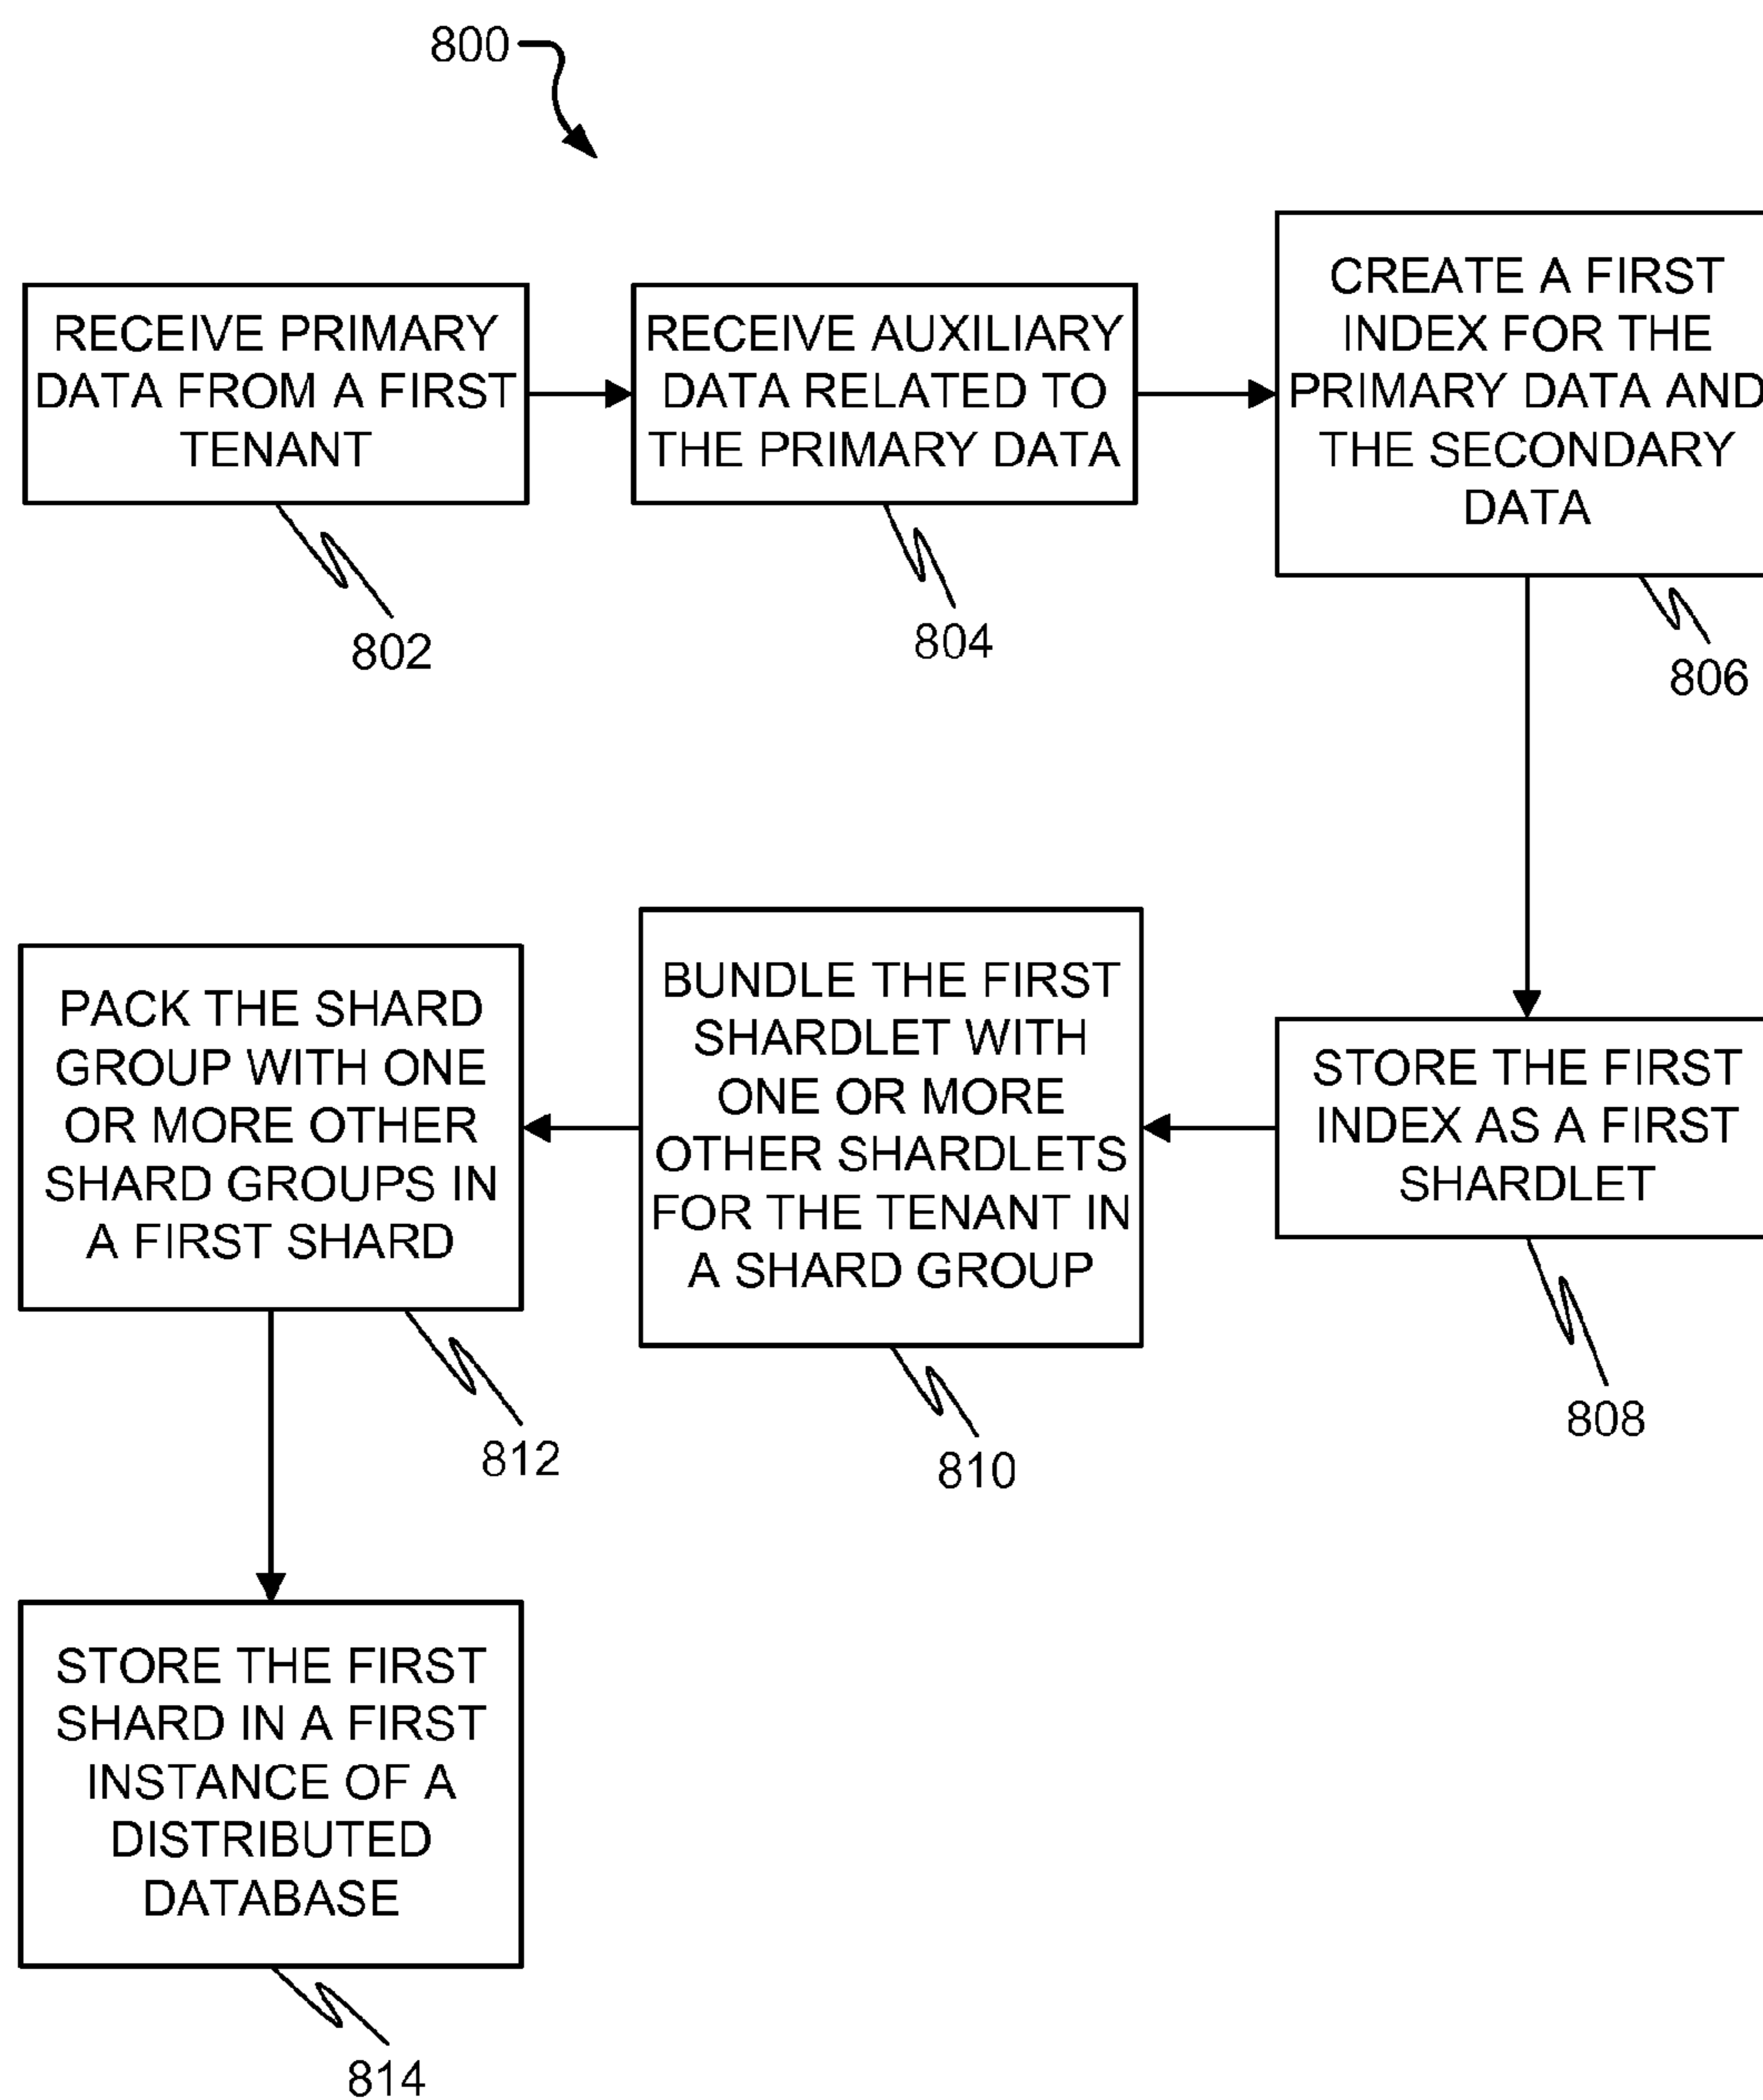 800
RECEIVE PRIMARY
DATA FROM A FIRST
TENANT
802
RECEIVE AUXILIARY
DATA RELATED TO
THE PRIMARY DATA
804
CREATE A FIRST
INDEX FOR THE
PRIMARY DATA AND
THE SECONDARY
DATA
806
STORE THE FIRST
INDEX AS A FIRST
SHARDLET
808
BUNDLE THE FIRST
SHARDLET WITH
ONE OR MORE
OTHER SHARDLETS
FOR THE TENANT IN
A SHARD GROUP
810
PACK THE SHARD
GROUP WITH ONE
OR MORE OTHER
SHARD GROUPS IN
A FIRST SHARD
812
STORE THE FIRST
SHARD IN A FIRST
INSTANCE OF A
DISTRIBUTED
DATABASE
814